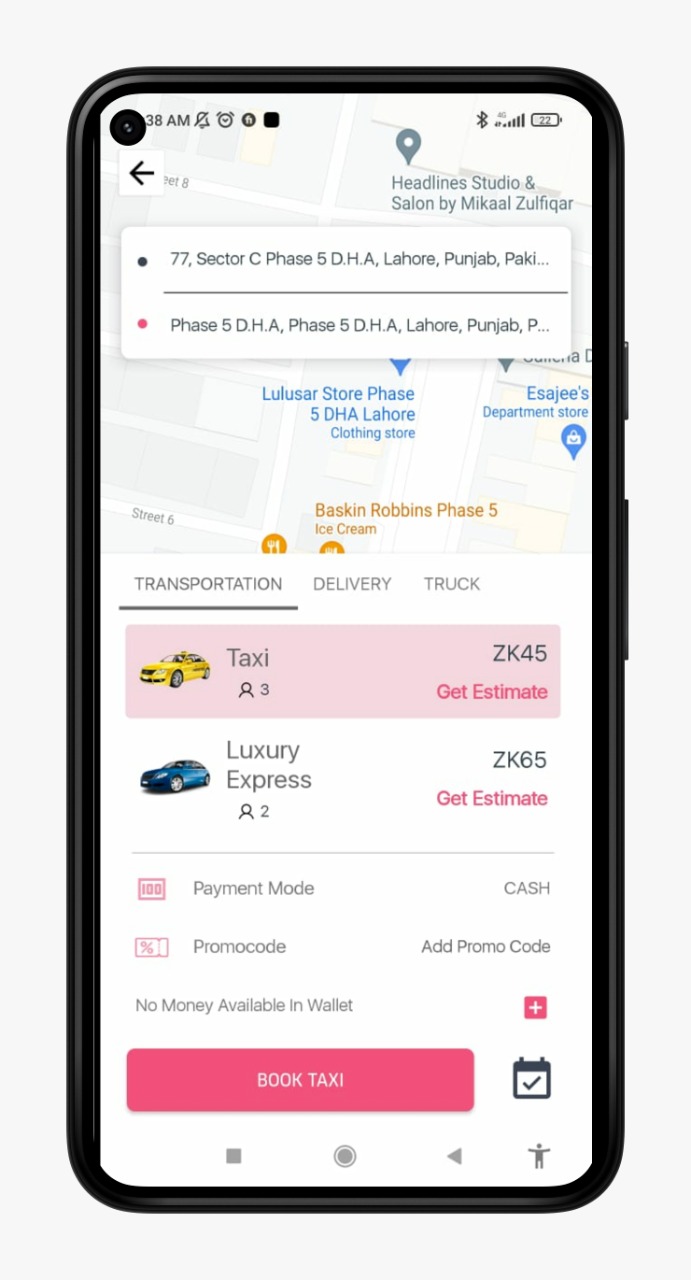 :38 AM
4G
22
eet 8
Headlines Studio &
Salon by Mikaal Zulfiqar
77, Sector C Phase 5 D.H.A, Lahore, Punjab, Paki...
Phase 5 D.H.A, Phase 5 D.H.A, Lahore, Punjab, P...
Lulusar Store Phase
5 DHA Lahore
Clothing store
Esajee's
Department store
Street 6
Baskin Robbins Phase 5
Ice Cream
TRANSPORTATION DELIVERY TRUCK
Taxi ZK45
3 Get Estimate
Luxury
Express ZK65
2 Get Estimate
100 Payment Mode CASH
% Promocode Add Promo Code
No Money Available In Wallet
BOOK TAXI